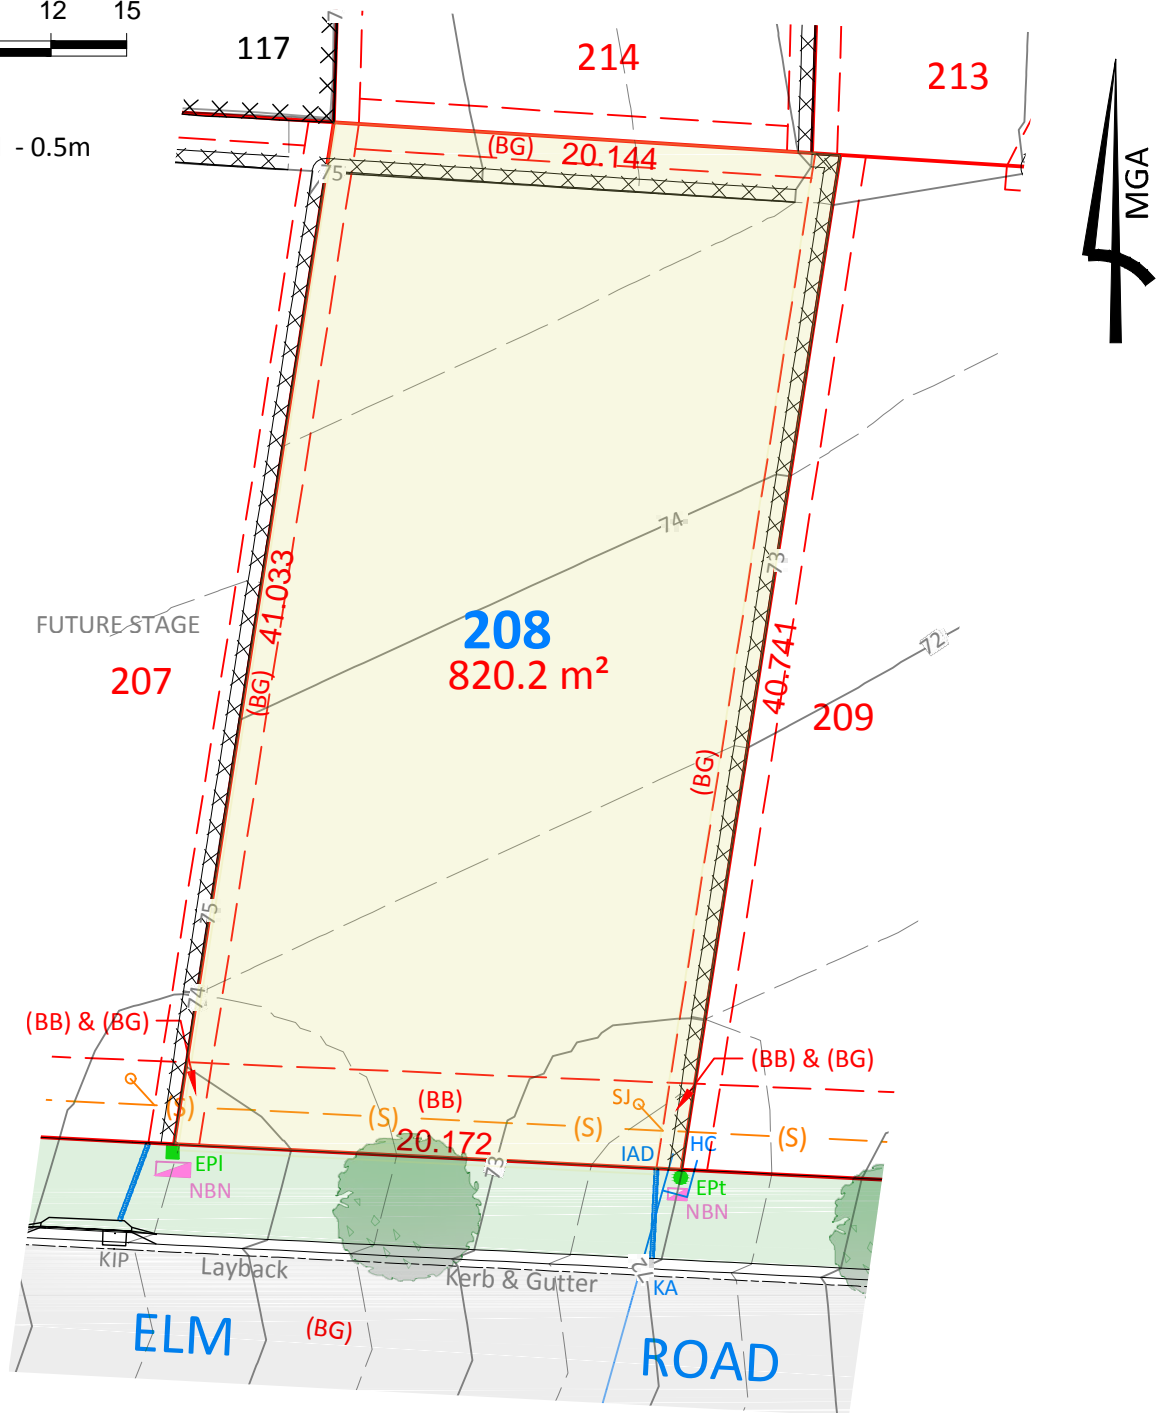 12 15
117
214
213
- 0.5m
(BG) 20.144
75
MGA
74
73
41.033
(BG)
FUTURE STAGE
207
208
820.2 m²
40.741
72
209
(BG)
75
74
(BB) & (BG)
(BB) & (BG)
(BB)
SJ
(S) (S) (S) (S)
20.172
HC
IAD
73
EPl
NBN
EPt
NBN
KIP
Layback
Kerb & Gutter
72
KA
ELM (BG) ROAD